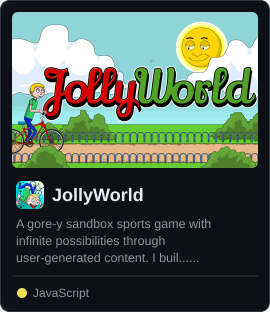 JollyWorld
JollyWorld
A gore-y sandbox sports game with
infinite possibilities through
user-generated content. I buil......
JavaScript